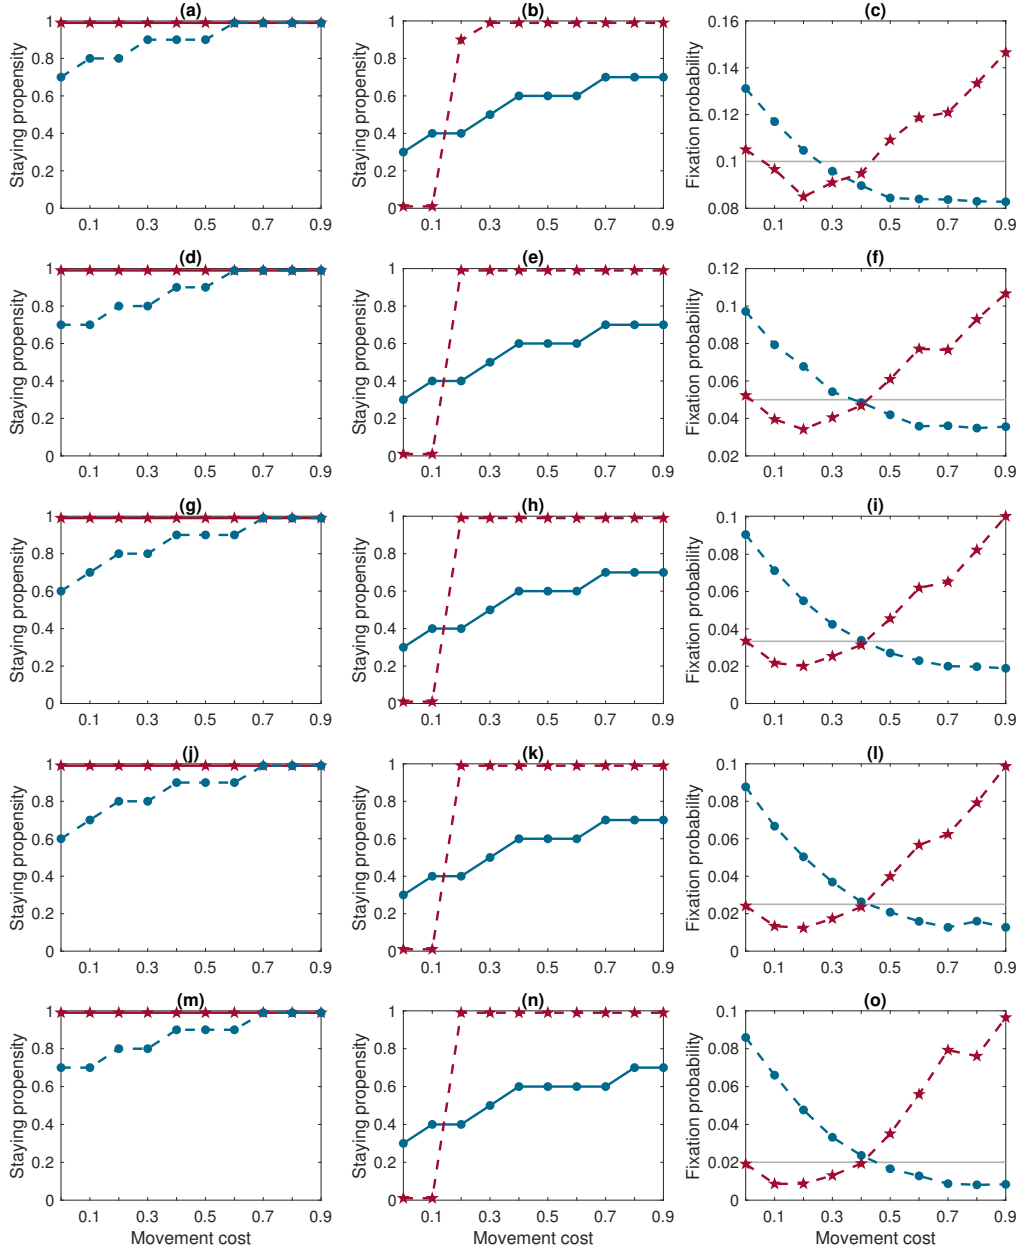 (a) (b) (c)
Staying propensity
1
0.8
0.6
0.4
0.2
0
0.1 0.3 0.5 0.7 0.9
Staying propensity
1
0.8
0.6
0.4
0.2
0
0.1 0.3 0.5 0.7 0.9
Fixation probability
0.16
0.14
0.12
0.1
0.08
0.1 0.3 0.5 0.7 0.9
(d) (e) (f)
Staying propensity
1
0.8
0.6
0.4
0.2
0
0.1 0.3 0.5 0.7 0.9
Staying propensity
1
0.8
0.6
0.4
0.2
0
0.1 0.3 0.5 0.7 0.9
Fixation probability
0.12
0.1
0.08
0.06
0.04
0.02
0.1 0.3 0.5 0.7 0.9
(g) (h) (i)
Staying propensity
1
0.8
0.6
0.4
0.2
0
0.1 0.3 0.5 0.7 0.9
Staying propensity
1
0.8
0.6
0.4
0.2
0
0.1 0.3 0.5 0.7 0.9
Fixation probability
0.1
0.08
0.06
0.04
0.02
0
0.1 0.3 0.5 0.7 0.9
(j) (k) (l)
Staying propensity
1
0.8
0.6
0.4
0.2
0
0.1 0.3 0.5 0.7 0.9
Staying propensity
1
0.8
0.6
0.4
0.2
0
0.1 0.3 0.5 0.7 0.9
Fixation probability
0.1
0.08
0.06
0.04
0.02
0
0.1 0.3 0.5 0.7 0.9
(m) (n) (o)
Staying propensity
1
0.8
0.6
0.4
0.2
0
0.1 0.3 0.5 0.7 0.9
Movement cost
Staying propensity
1
0.8
0.6
0.4
0.2
0
0.1 0.3 0.5 0.7 0.9
Movement cost
Fixation probability
0.1
0.08
0.06
0.04
0.02
0
0.1 0.3 0.5 0.7 0.9
Movement cost